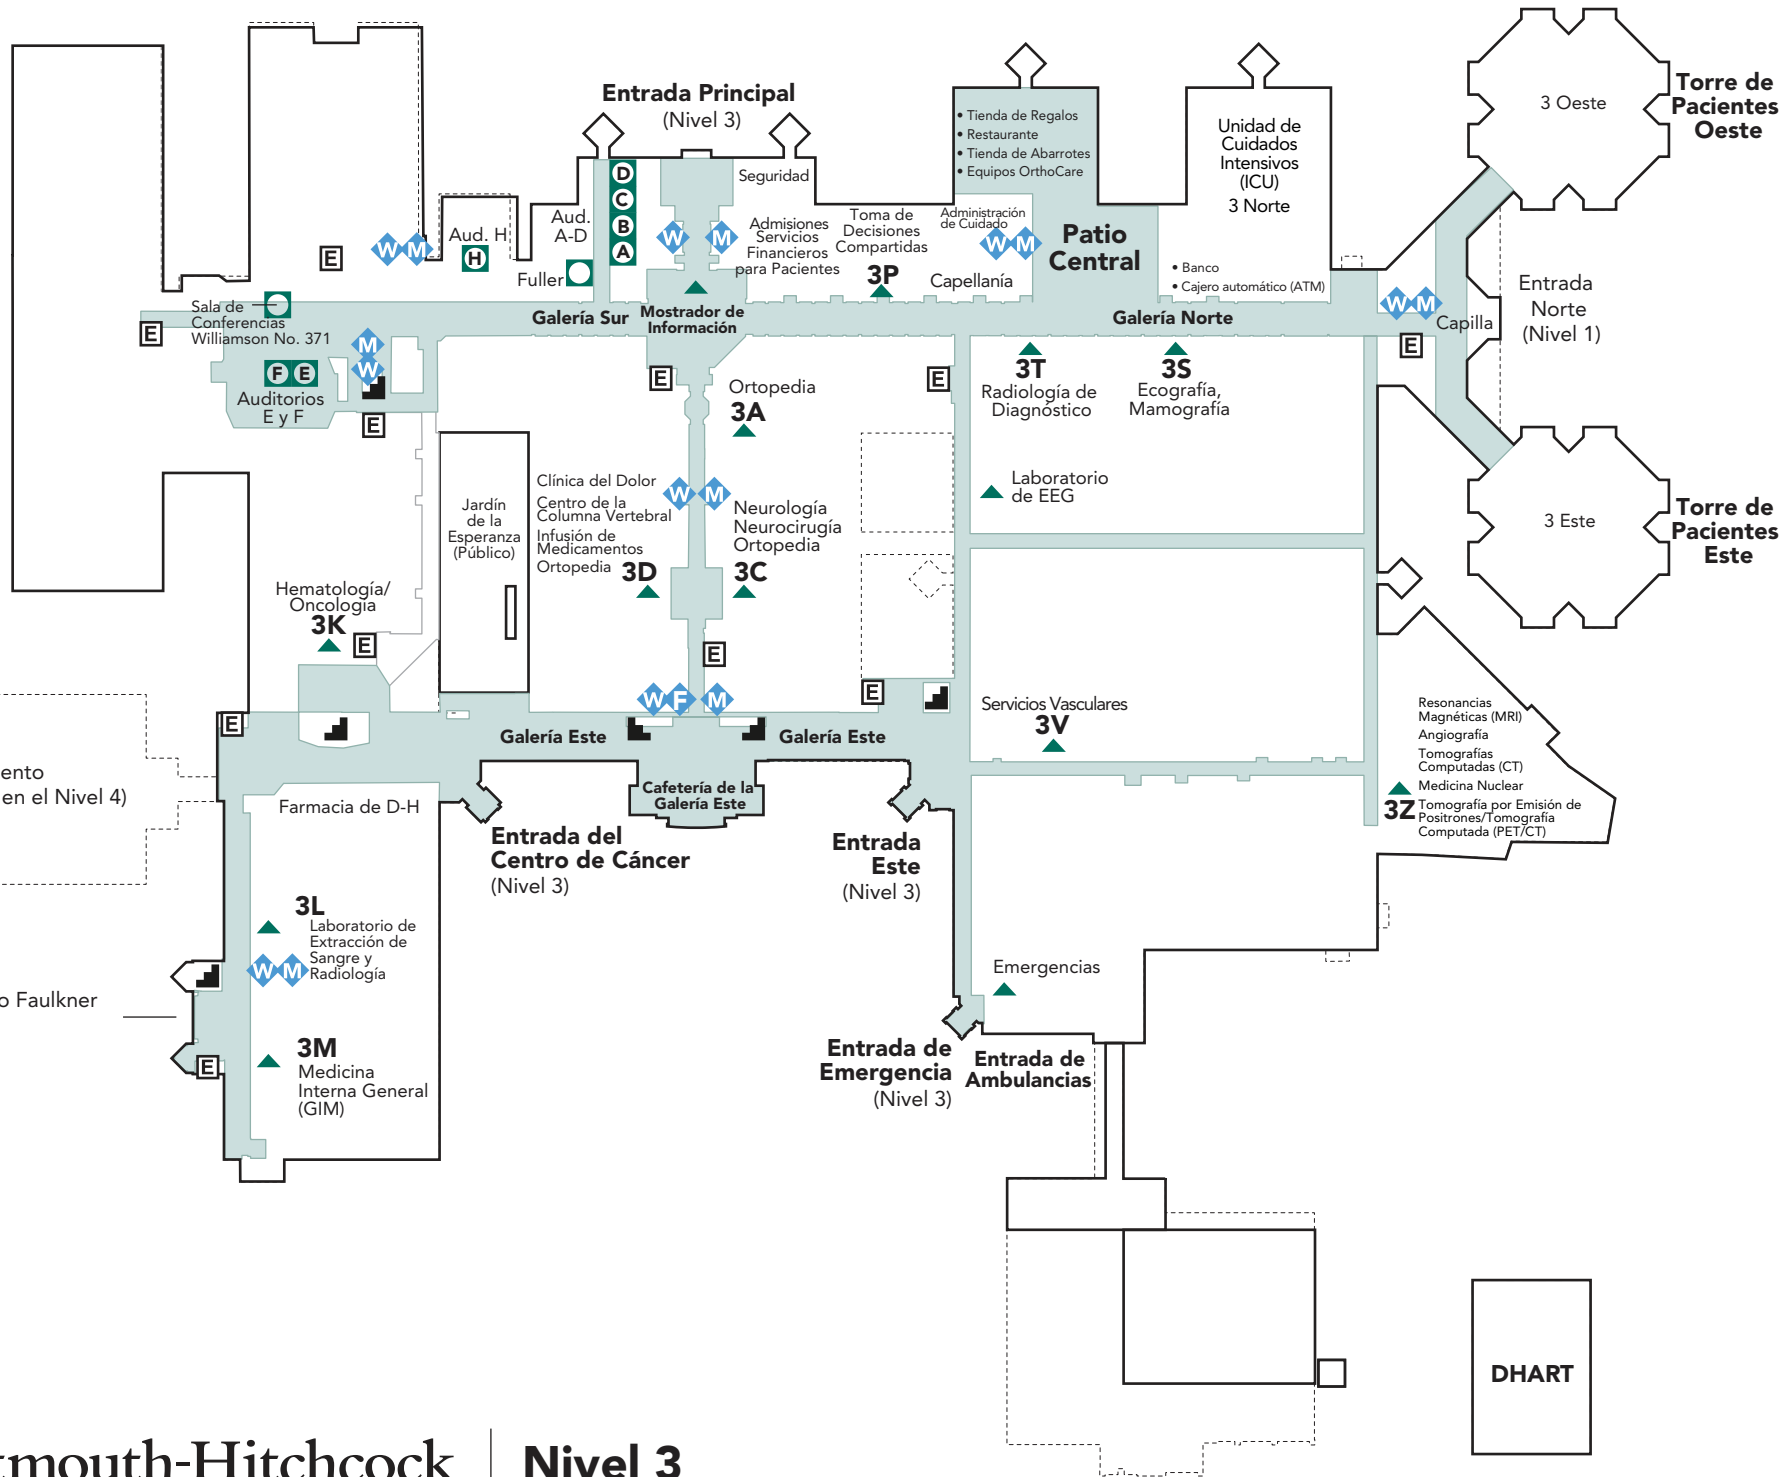 Entrada Principal
(Nivel 3)
• Tienda de Regalos
• Restaurante
• Tienda de Abarrotes
• Equipos OrthoCare
Unidad de
Cuidados
Intensivos
(ICU)
3 Norte
3 Oeste
Torre de
Pacientes
Oeste
D
C
B
A
Seguridad
Aud.
A-D
Aud. H
H
Fuller
E
W M
W
M
Admisiones
Servicios
Financieros
para Pacientes
Toma de
Decisiones
Compartidas
3P
Administración
de Cuidado
W M
Capellanía
Patio
Central
• Banco
• Cajero automático (ATM)
Entrada
Norte
(Nivel 1)
W M
Capilla
E
Sala de
Conferencias
Williamson No. 371
E
Galería Sur
Mostrador de
Información
Galería Norte
M
W
F E
Auditorios
E y F
E
E
Ortopedia
3A
E
3T
Radiología de
Diagnóstico
3S
Ecografía,
Mamografía
Laboratorio
de EEG
Jardín
de la
Esperanza
(Público)
Clínica del Dolor
Centro de la
Columna Vertebral
Infusión de
Medicamentos
Ortopedia
3D
W M
Neurología
Neurocirugía
Ortopedia
3C
3 Este
Torre de
Pacientes
Este
Hematología/
Oncología
3K
E
E
W F M
E
E
Servicios Vasculares
3V
Galería Este
Galería Este
Cafetería de la
Galería Este
Resonancias
Magnéticas (MRI)
Angiografía
Tomografías
Computadas (CT)
Medicina Nuclear
3Z
Tomografía por Emisión de
Positrones/Tomografía
Computada (PET/CT)
ento
en el Nivel 4)
Farmacia de D-H
Entrada del
Centro de Cáncer
(Nivel 3)
Entrada
Este
(Nivel 3)
3L
Laboratorio de
Extracción de
Sangre y
Radiología
W M
o Faulkner
E
3M
Medicina
Interna General
(GIM)
Emergencias
Entrada de
Emergencia
(Nivel 3)
Entrada de
Ambulancias
DHART
tmouth-Hitchcock
Nivel 3